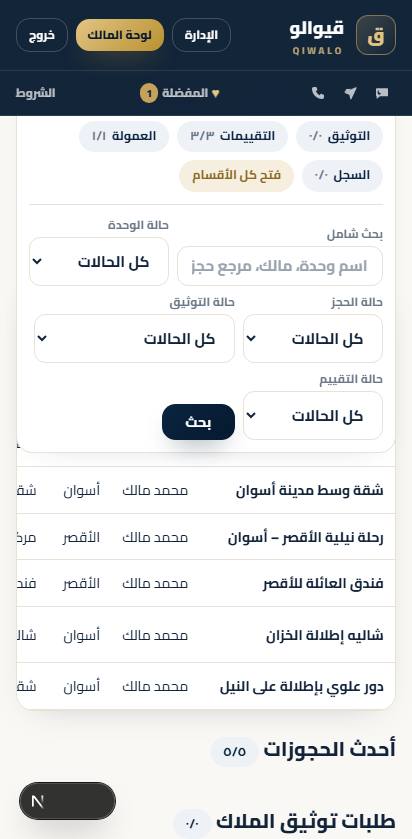 ق
قيوالو
QIWALO
الإدارة
لوحة المالك
خروج
♥ المفضلة 1
الشروط
التوثيق ٠/٠
التقييمات ٣/٣
العمولة ١/١
السجل ٠/٠
فتح كل الأقسام
بحث شامل
حالة الوحدة
اسم وحدة، مالك، مرجع حجز
كل الحالات
حالة الحجز
حالة التوثيق
كل الحالات
كل الحالات
حالة التقييم
كل الحالات
بحث
شقة وسط مدينة أسوان محمد مالك أسوان شقة
رحلة نيلية الأقصر – أسوان محمد مالك الأقصر
فندق العائلة للأقصر محمد مالك الأقصر
شاليه إطلالة الخزان محمد مالك أسوان
دور علوي بإطلالة على النيل محمد مالك أسوان
أحدث الحجوزات ٥/٥
طلبات توثيق الملاك ٠/٠
N